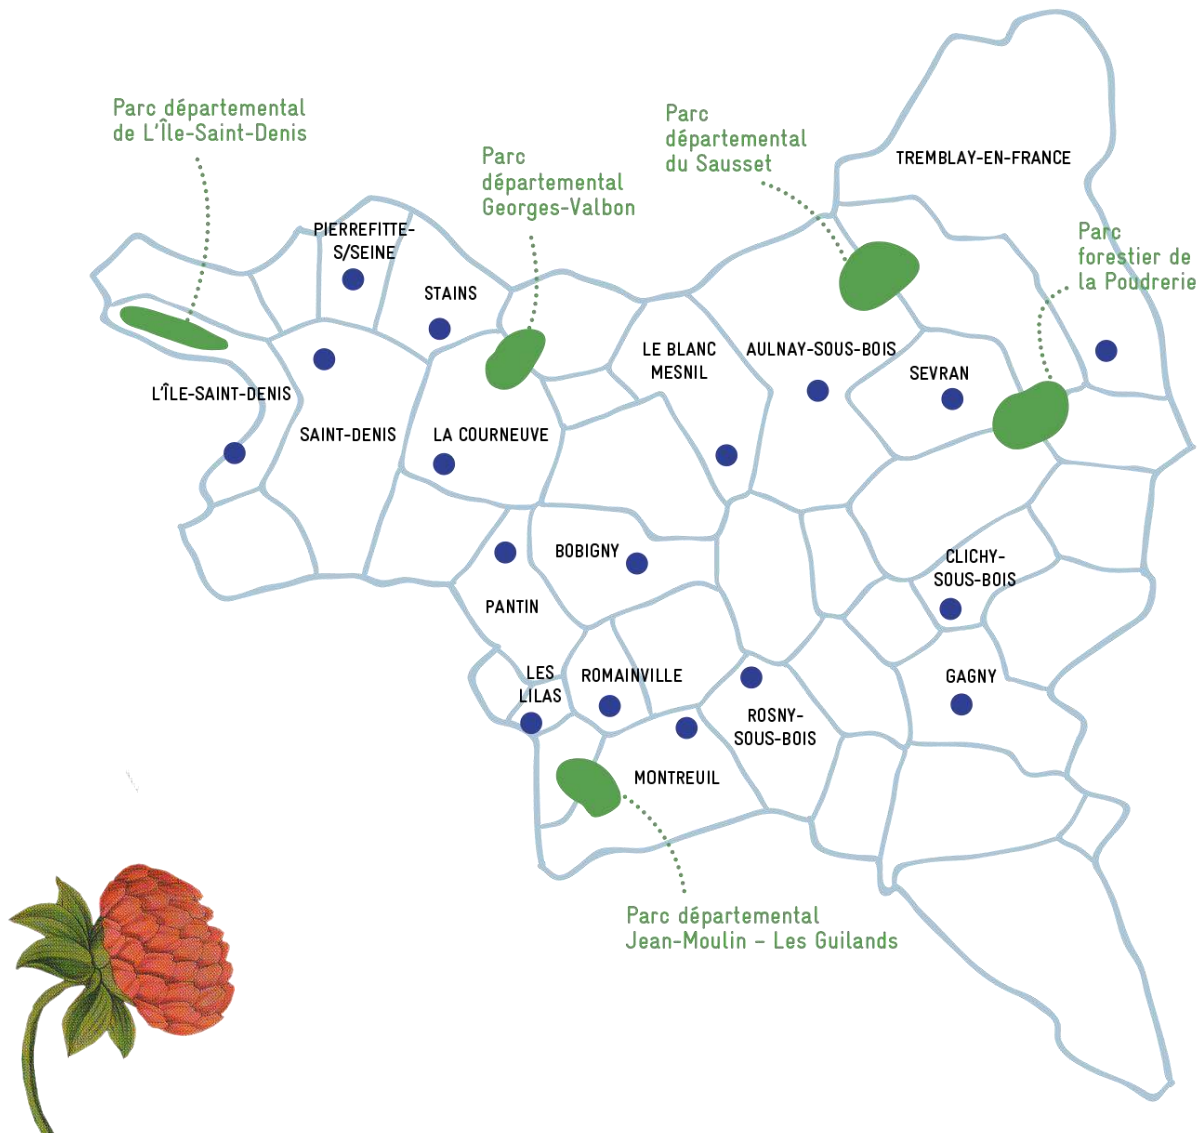 Parc départemental
de L'Île-Saint-Denis
Parc
départemental
Georges-Valbon
Parc
départemental
du Sausset
TREMBLAY-EN-FRANCE
Parc
forestier de
la Poudrerie
PIERREFITTE-
S/SEINE
STAINS
LE BLANC
MESNIL
AULNAY-SOUS-BOIS
SEVRAN
L'ÎLE-SAINT-DENIS
SAINT-DENIS
LA COURNEUVE
BOBIGNY
CLICHY-
SOUS-BOIS
PANTIN
LES
LILAS
ROMAINVILLE
GAGNY
ROSNY-
SOUS-BOIS
MONTREUIL
Parc départemental
Jean-Moulin – Les Guilands